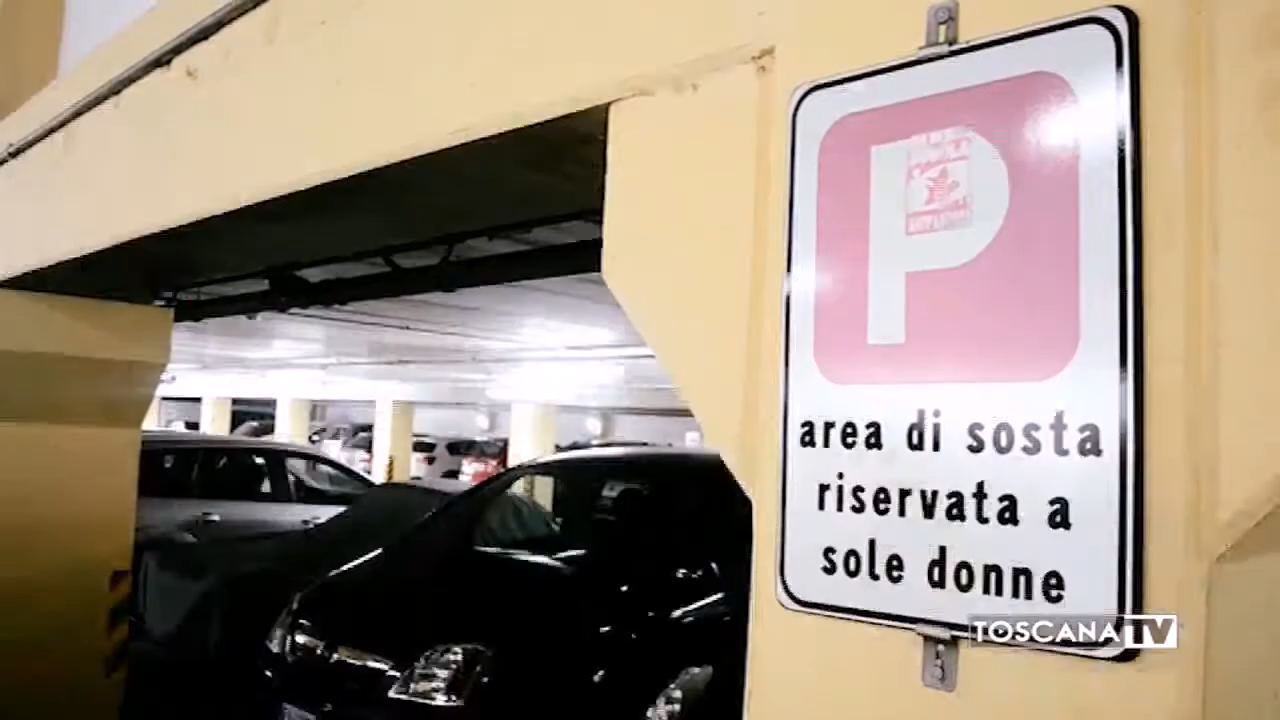 P
area di sosta
riservata a
sole donne
TOSCANA TV